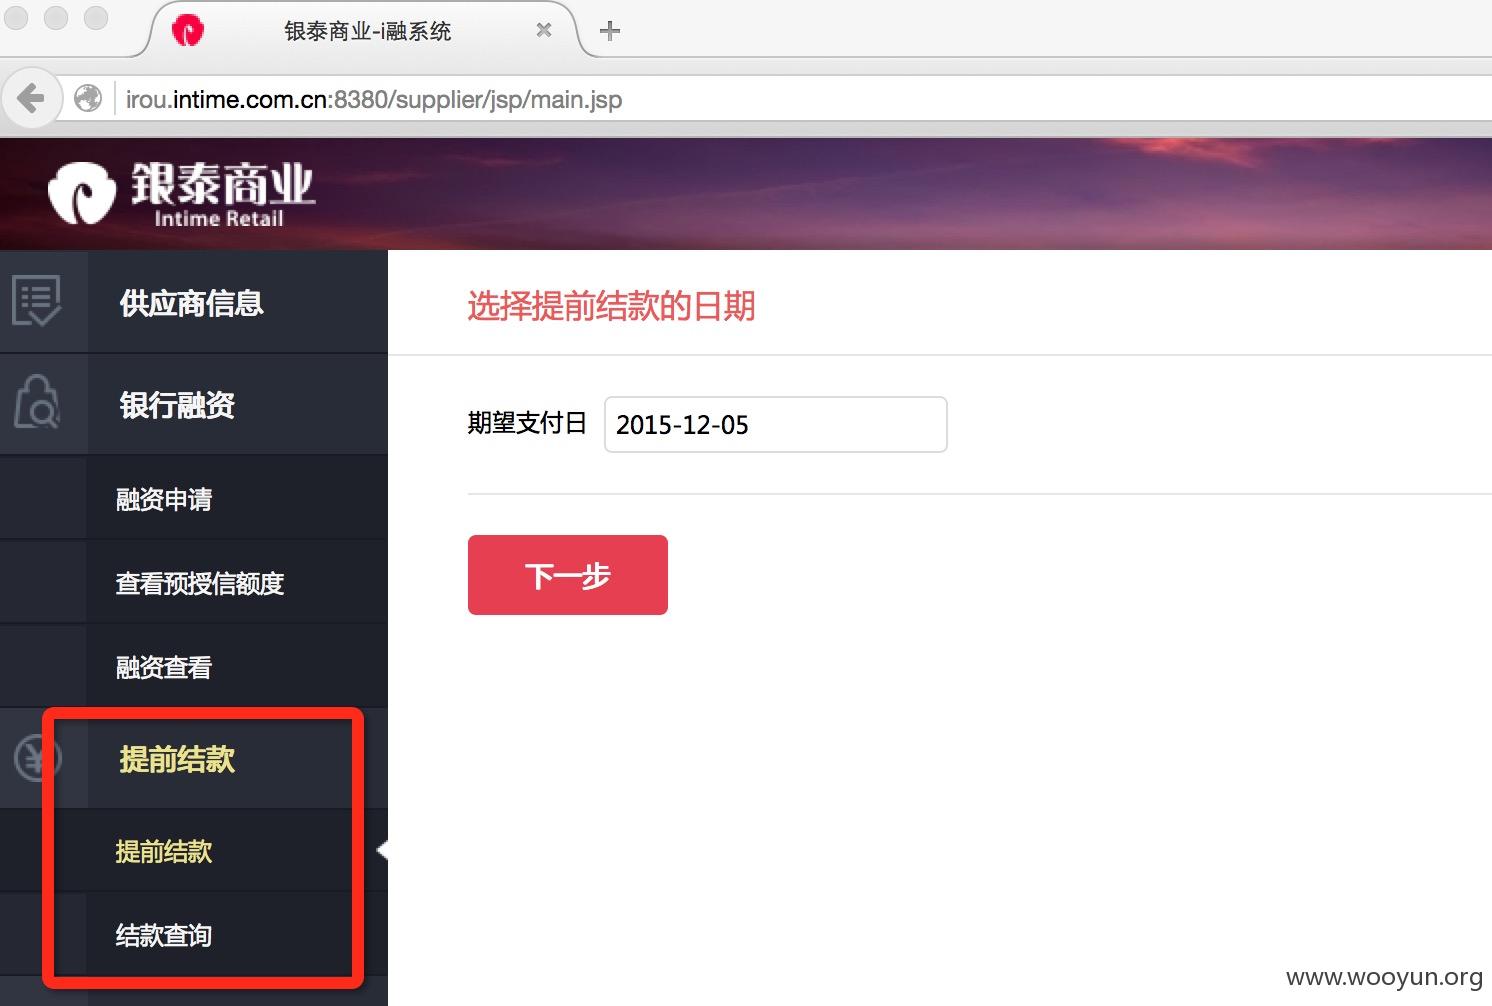 银泰商业-i融系统
irou.intime.com.cn:8380/supplier/jsp/main.jsp
銀泰商业
Intime Retail
供应商信息
银行融资
融资申请
查看预授信额度
融资查看
提前结款
提前结款
结款查询
选择提前结款的日期
期望支付日 2015-12-05
下一步
www.wooyun.org